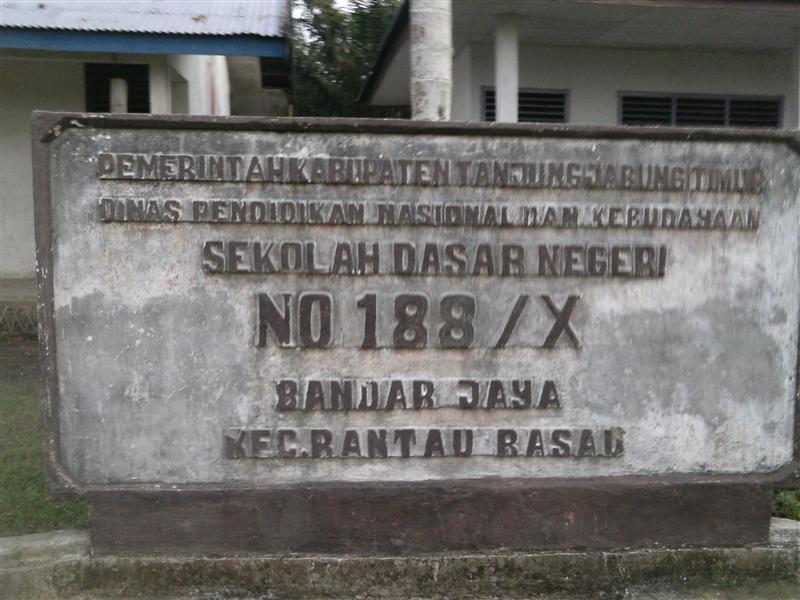 PEMERINTAH KABUPATEN TANJUNG JABUNG TIMUR
DINAS PENDIDIKAN NASIONAL DAN KEBUDAYAAN
SEKOLAH DASAR NEGERI
NO 188 / X
BANDAR JAYA
KEC. RANTAU RASAU